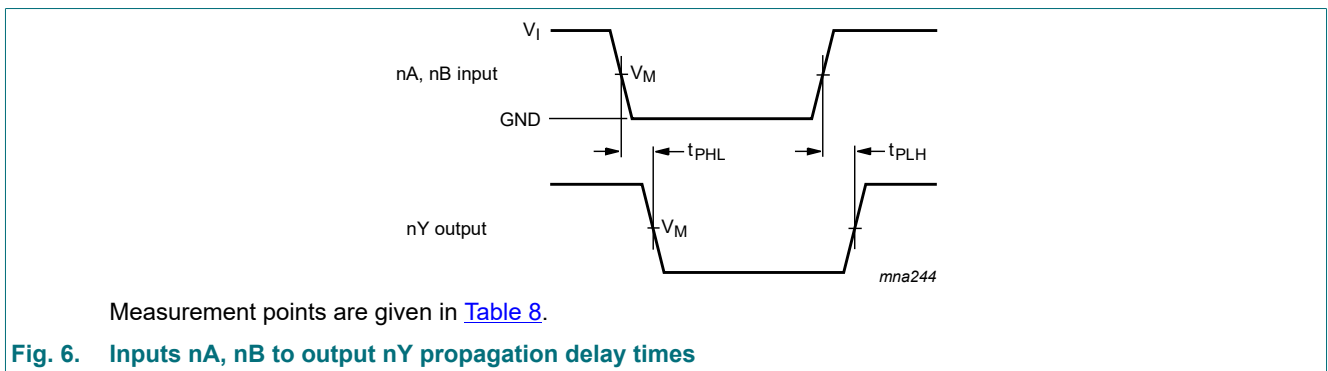 VI
nA, nB input
VM
GND
tPHL
tPLH
nY output
VM
mna244
Measurement points are given in Table 8.
Fig. 6. Inputs nA, nB to output nY propagation delay times